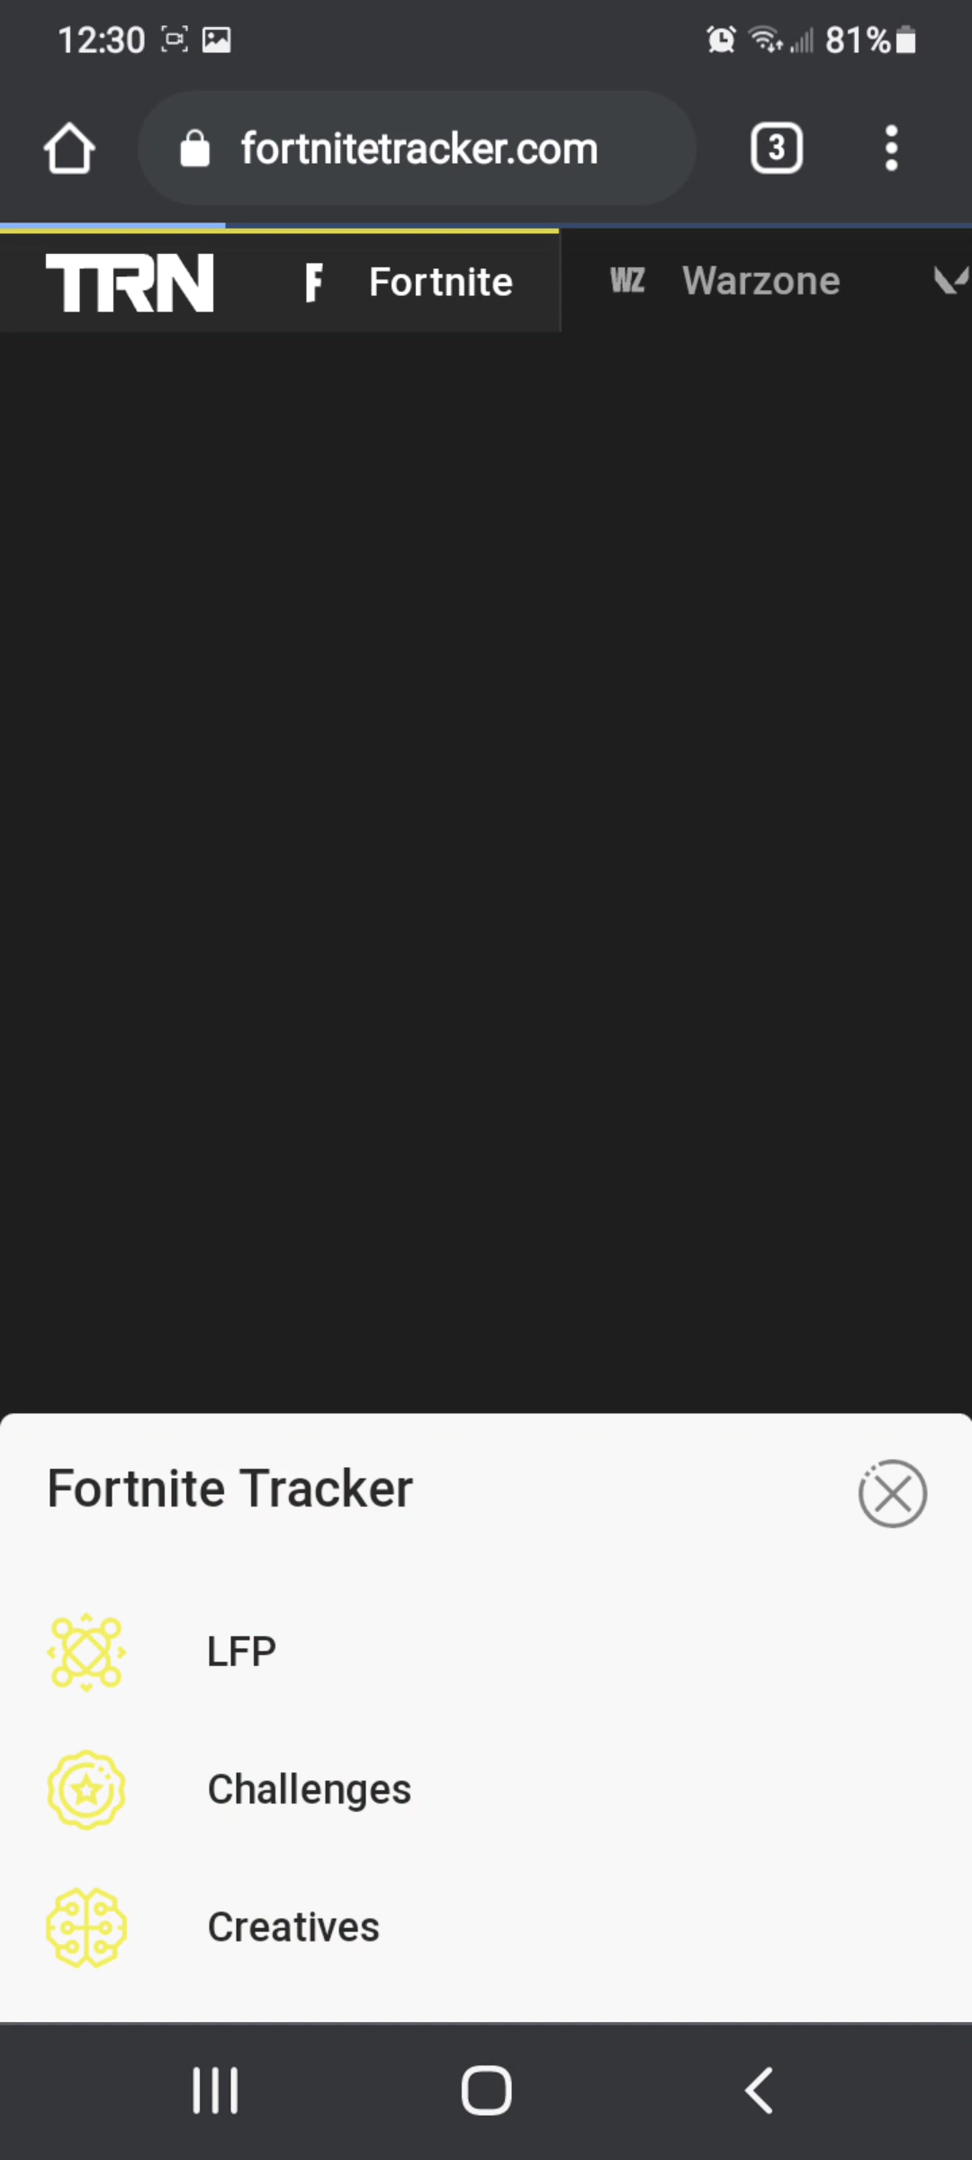 12:30
81%
fortnitetracker.com
3
TRN
F
Fortnite
WZ
Warzone
Fortnite Tracker
LFP
Challenges
Creatives